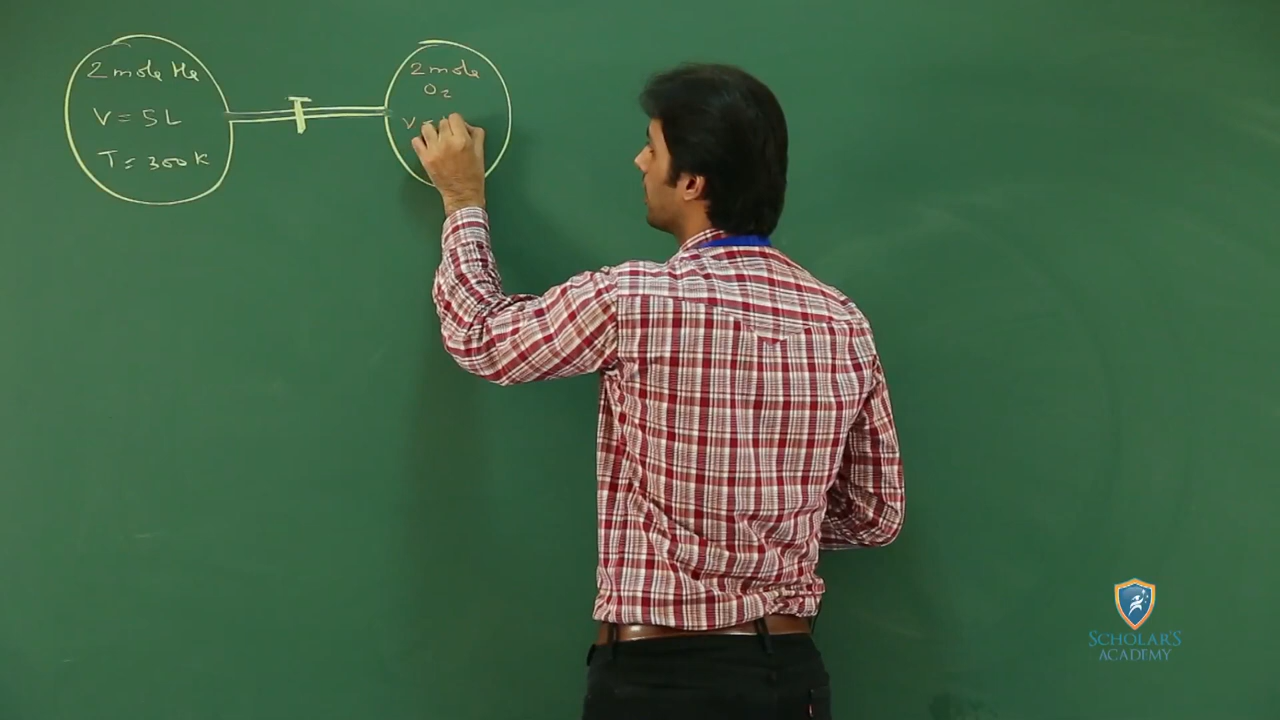 2 mole He
V = 5L
T = 300 K
2 mole
O2
V =
SCHOLAR'S
ACADEMY